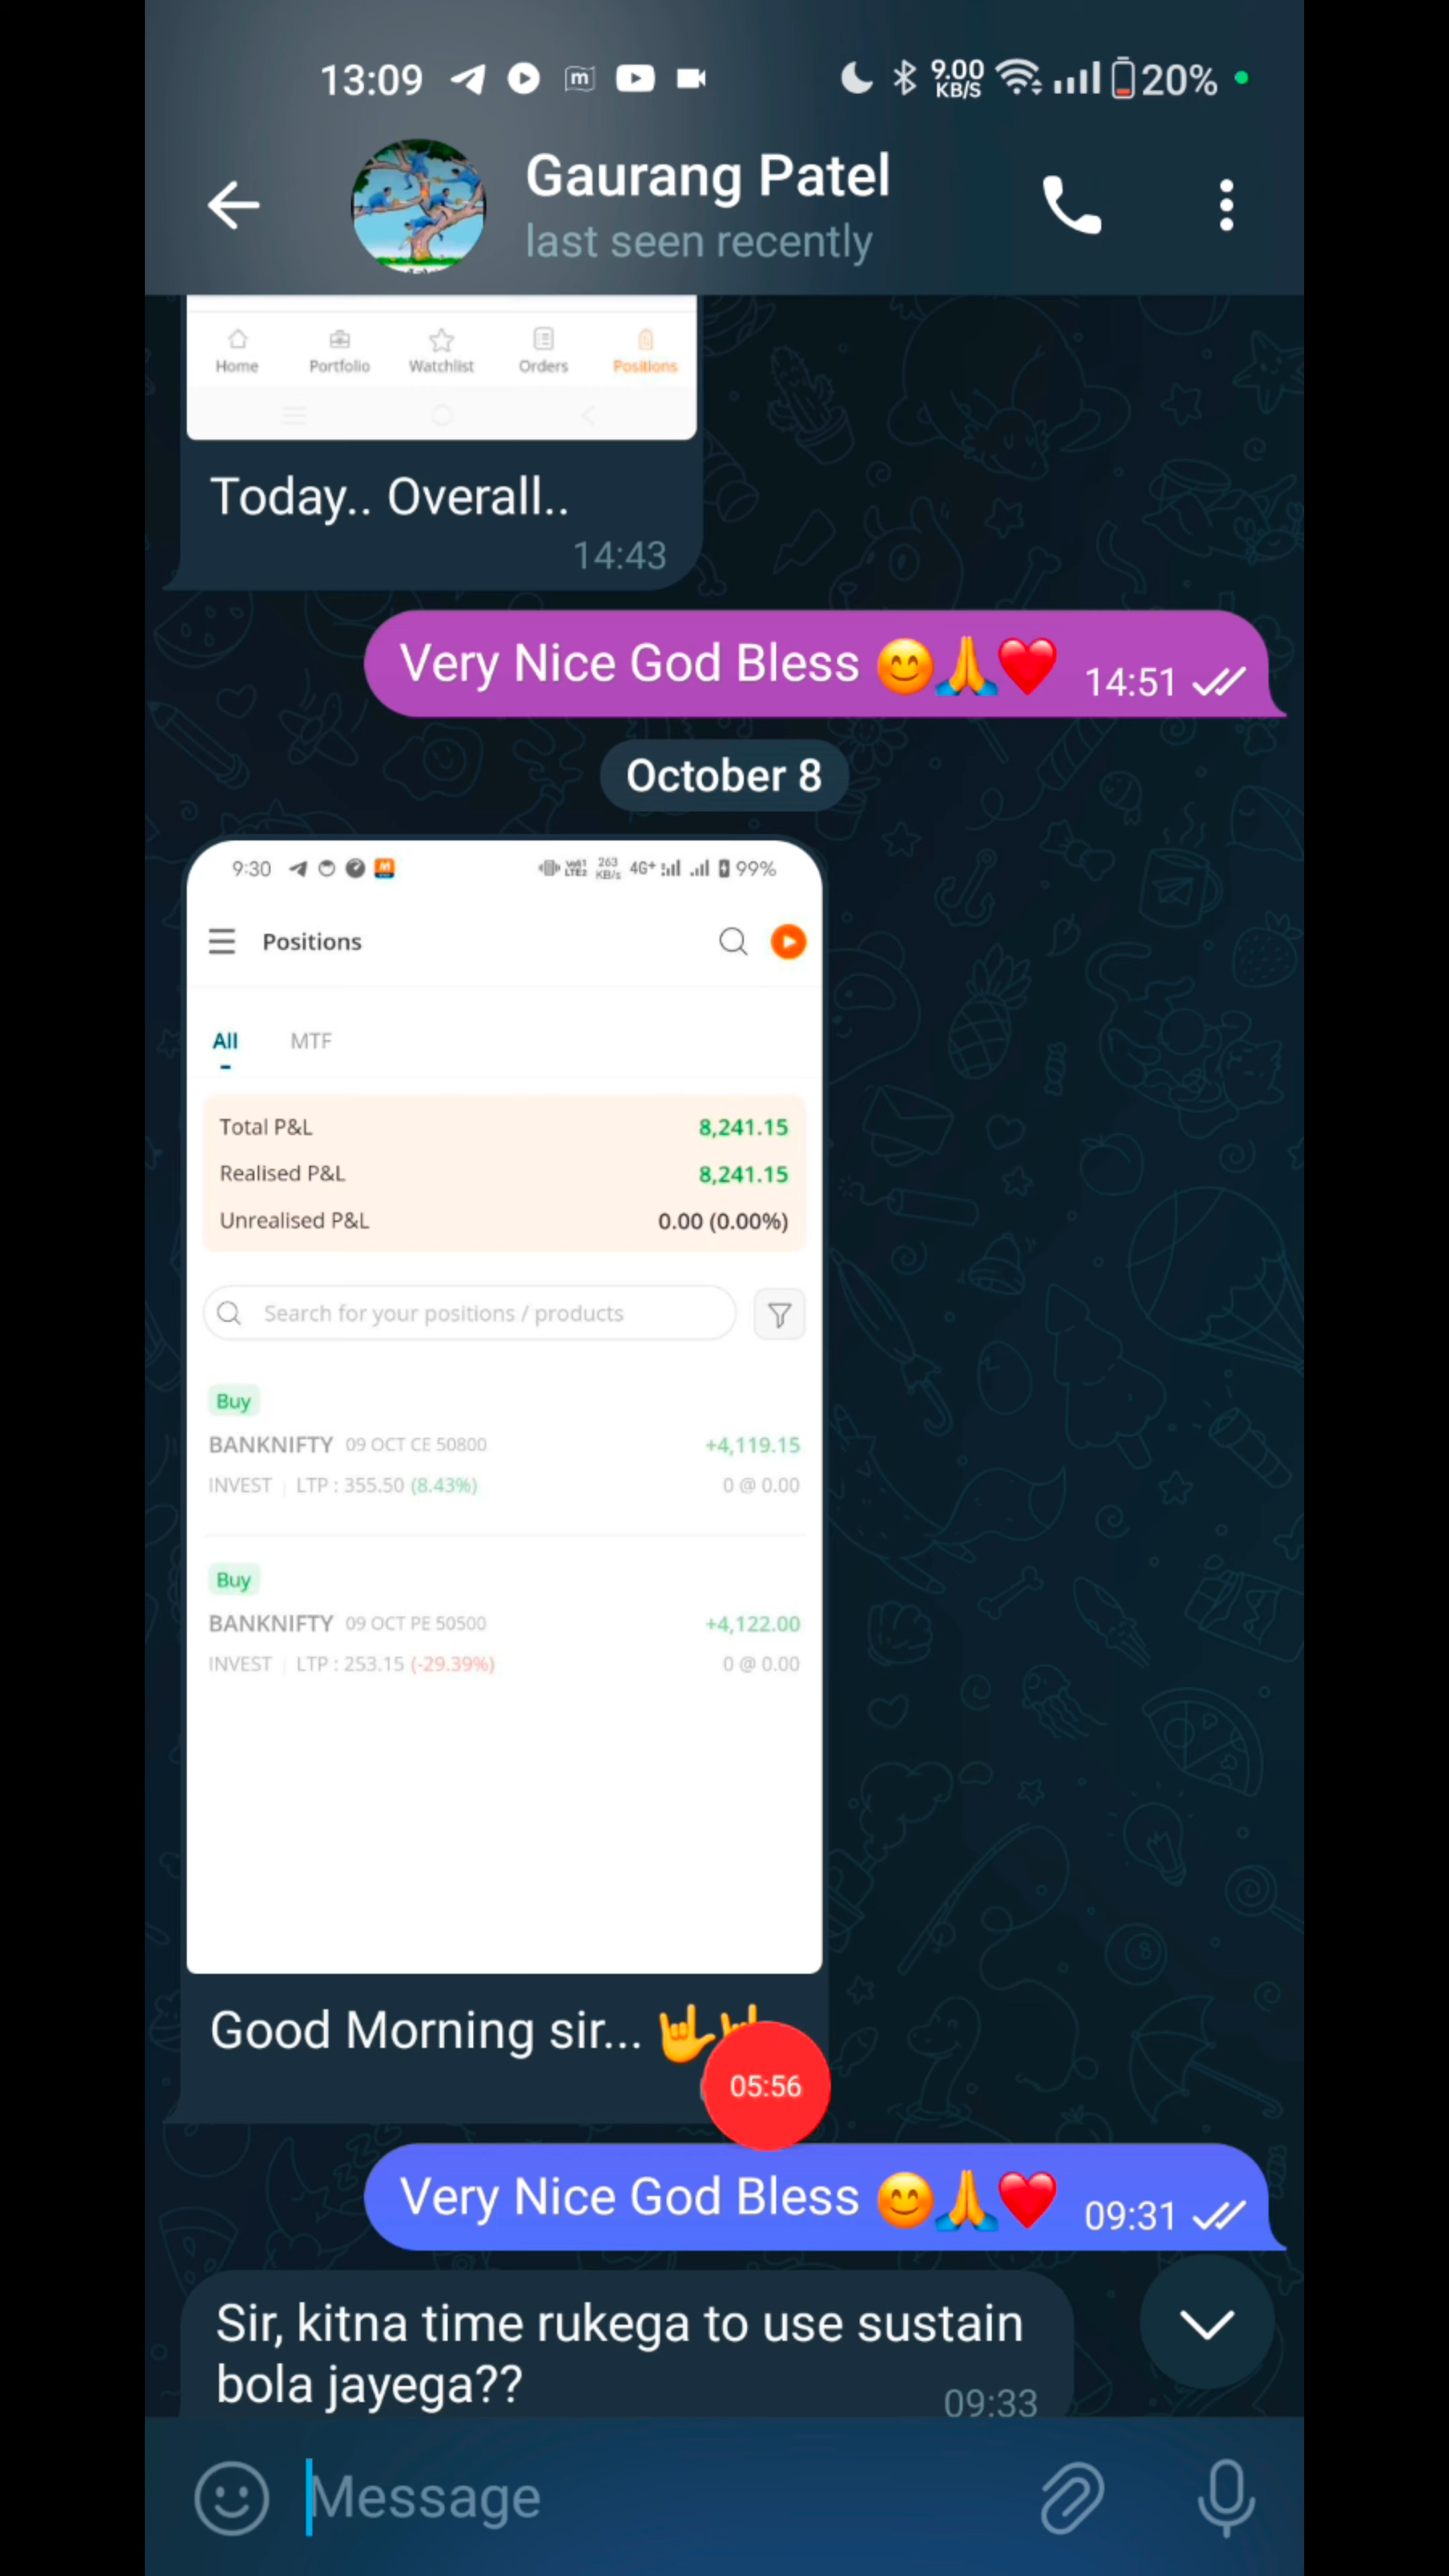 13:09 9.00 KB/S 20%
Gaurang Patel
last seen recently
Home Portfolio Watchlist Orders Positions
Today.. Overall..
14:43
Very Nice God Bless 😊🙏❤️ 14:51
October 8
9:30 263 KB/s 4G+ 99%
Positions
All MTF
Total P&L 8,241.15
Realised P&L 8,241.15
Unrealised P&L 0.00 (0.00%)
Search for your positions / products
Buy
BANKNIFTY 09 OCT CE 50800 +4,119.15
INVEST LTP : 355.50 (8.43%) 0 @ 0.00
Buy
BANKNIFTY 09 OCT PE 50500 +4,122.00
INVEST LTP : 253.15 (-29.39%) 0 @ 0.00
Good Morning sir... 🤟🤟
05:56
Very Nice God Bless 😊🙏❤️ 09:31
Sir, kitna time rukega to use sustain
bola jayega??
09:33
Message